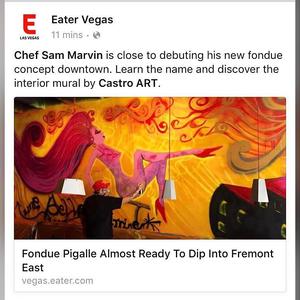 E
LAS VEGAS
Eater Vegas
11 mins ·
Chef Sam Marvin is close to debuting his new fondue
concept downtown. Learn the name and discover the
interior mural by Castro ART.
Fondue Pigalle Almost Ready To Dip Into Fremont
East
vegas.eater.com